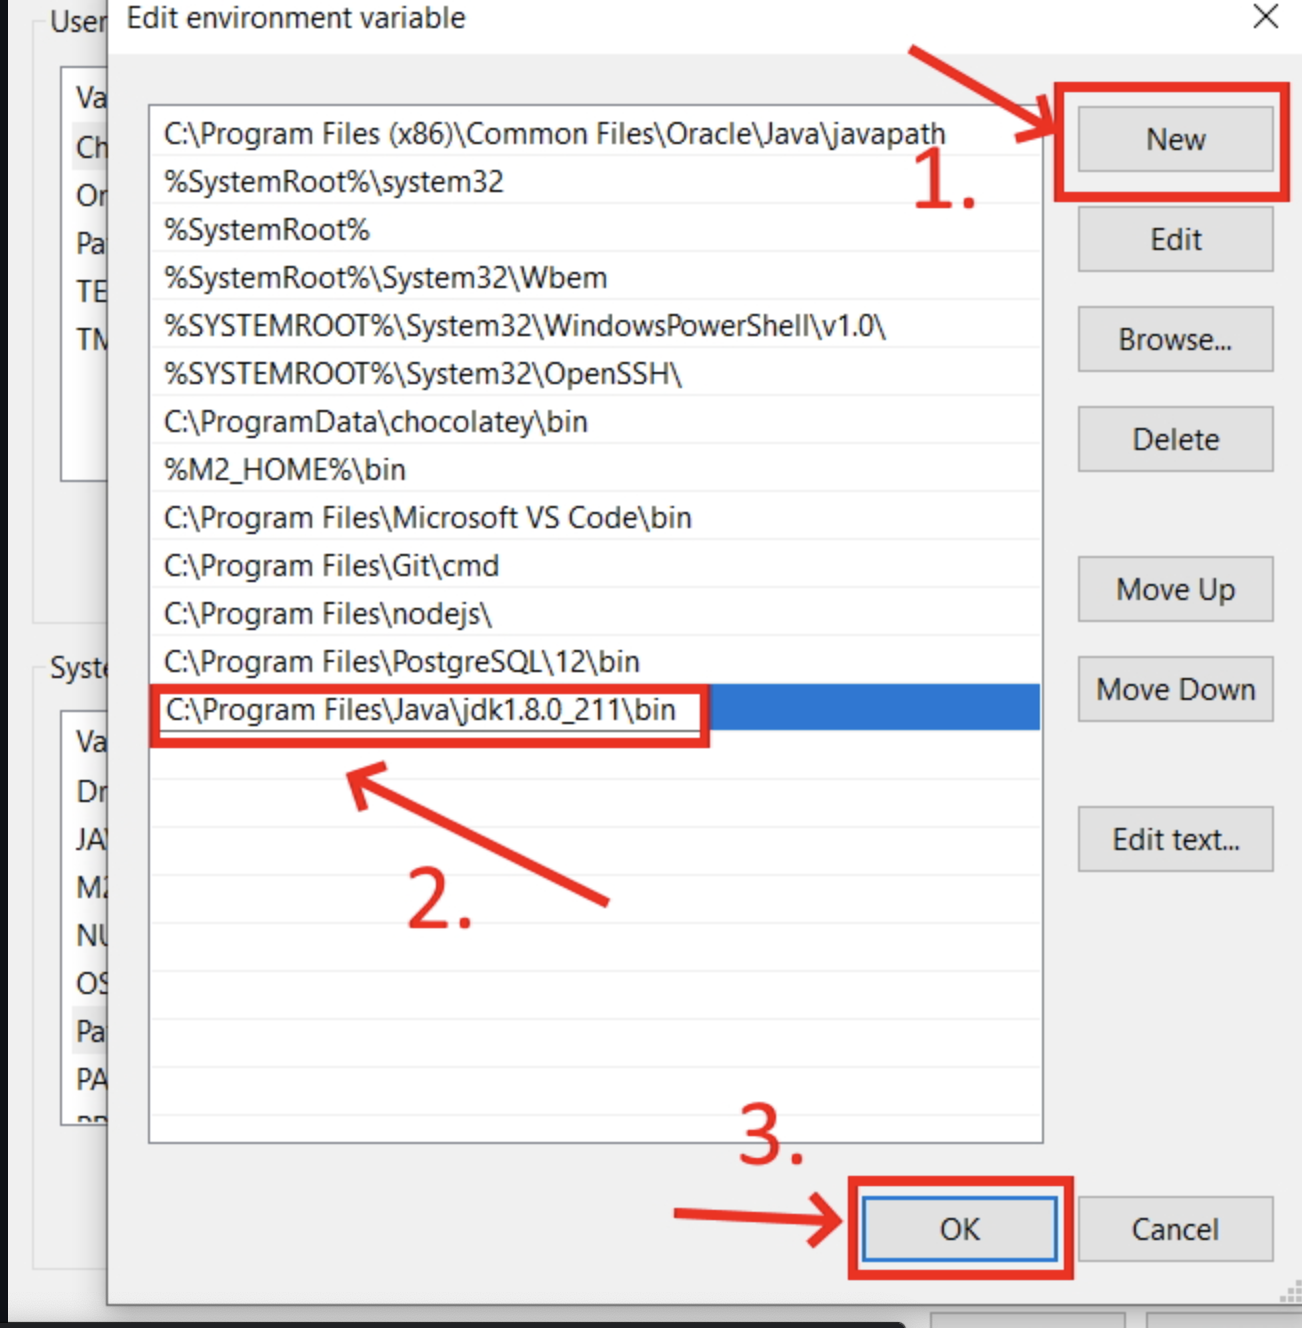 Edit environment variable
User
Va
Ch
Or
Pa
TE
C:\Program Files (x86)\Common Files\Oracle\Java\javapath
%SystemRoot%\system32
%SystemRoot%
%SystemRoot%\System32\Wbem
%SYSTEMROOT%\System32\WindowsPowerShell\v1.0\
%SYSTEMROOT%\System32\OpenSSH\
C:\ProgramData\chocolatey\bin
%M2_HOME%\bin
C:\Program Files\Microsoft VS Code\bin
C:\Program Files\Git\cmd
C:\Program Files\nodejs\
C:\Program Files\PostgreSQL\12\bin
C:\Program Files\Java\jdk1.8.0_211\bin
1.
2.
3.
New
Edit
Browse...
Delete
Move Up
Move Down
Edit text...
OK
Cancel
Syste
Va
Dr
JA
M2
OS
Pa
PA